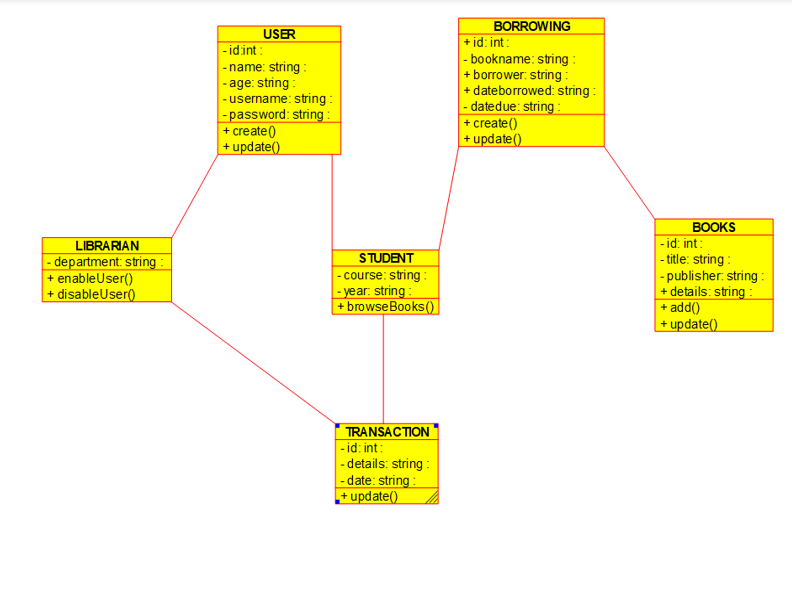 USER
- id:int :
- name: string :
- age: string :
- username: string :
- password: string :
+ create()
+ update()
BORROWING
+ id: int :
- bookname: string :
+ borrower: string :
+ dateborrowed: string :
- datedue: string :
+ create()
+ update()
LIBRARIAN
- department: string :
+ enableUser()
+ disableUser()
STUDENT
- course: string :
- year: string :
+ browseBooks()
BOOKS
- id: int :
- title: string :
- publisher: string :
+ details: string :
+ add()
+ update()
TRANSACTION
- id: int :
- details: string :
- date: string :
+ update()